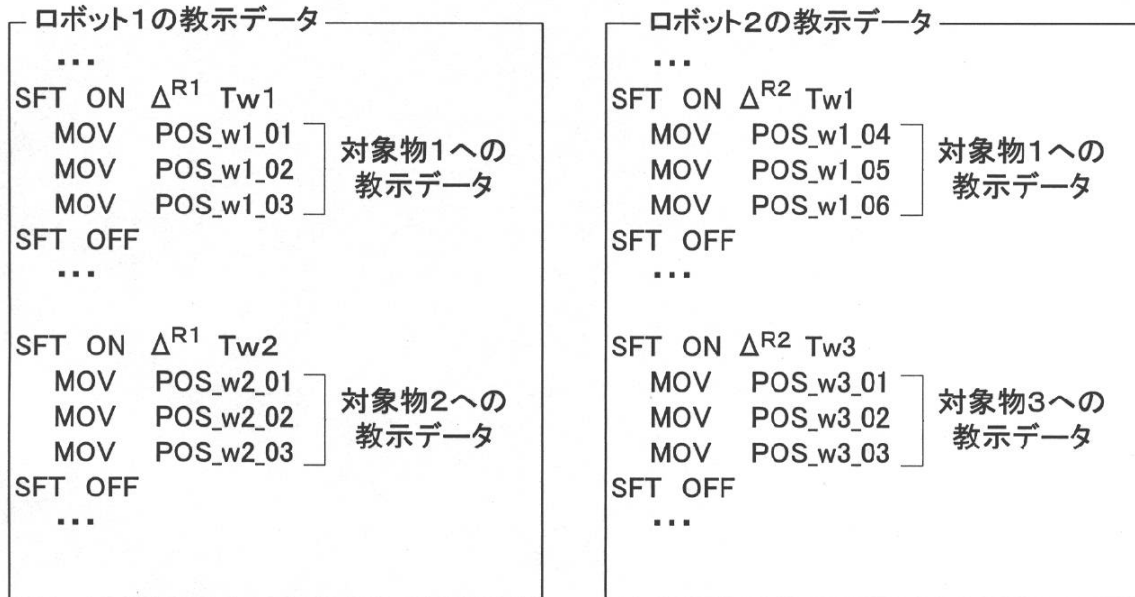 ロボット1の教示データ
...
SFT ON Δ^R1 Tw1
MOV POS_w1_01
MOV POS_w1_02
MOV POS_w1_03
対象物1への
教示データ
SFT OFF
...
SFT ON Δ^R1 Tw2
MOV POS_w2_01
MOV POS_w2_02
MOV POS_w2_03
対象物2への
教示データ
SFT OFF
...
ロボット2の教示データ
...
SFT ON Δ^R2 Tw1
MOV POS_w1_04
MOV POS_w1_05
MOV POS_w1_06
対象物1への
教示データ
SFT OFF
...
SFT ON Δ^R2 Tw3
MOV POS_w3_01
MOV POS_w3_02
MOV POS_w3_03
対象物3への
教示データ
SFT OFF
...